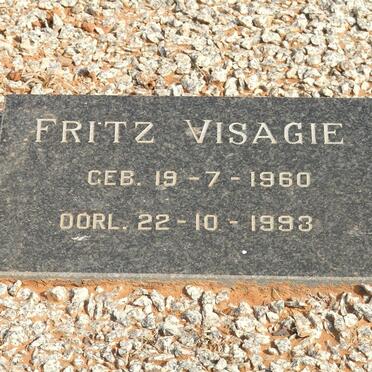 FRITZ VISAGIE
GEB. 19-7-1960
OORL. 22-10-1993